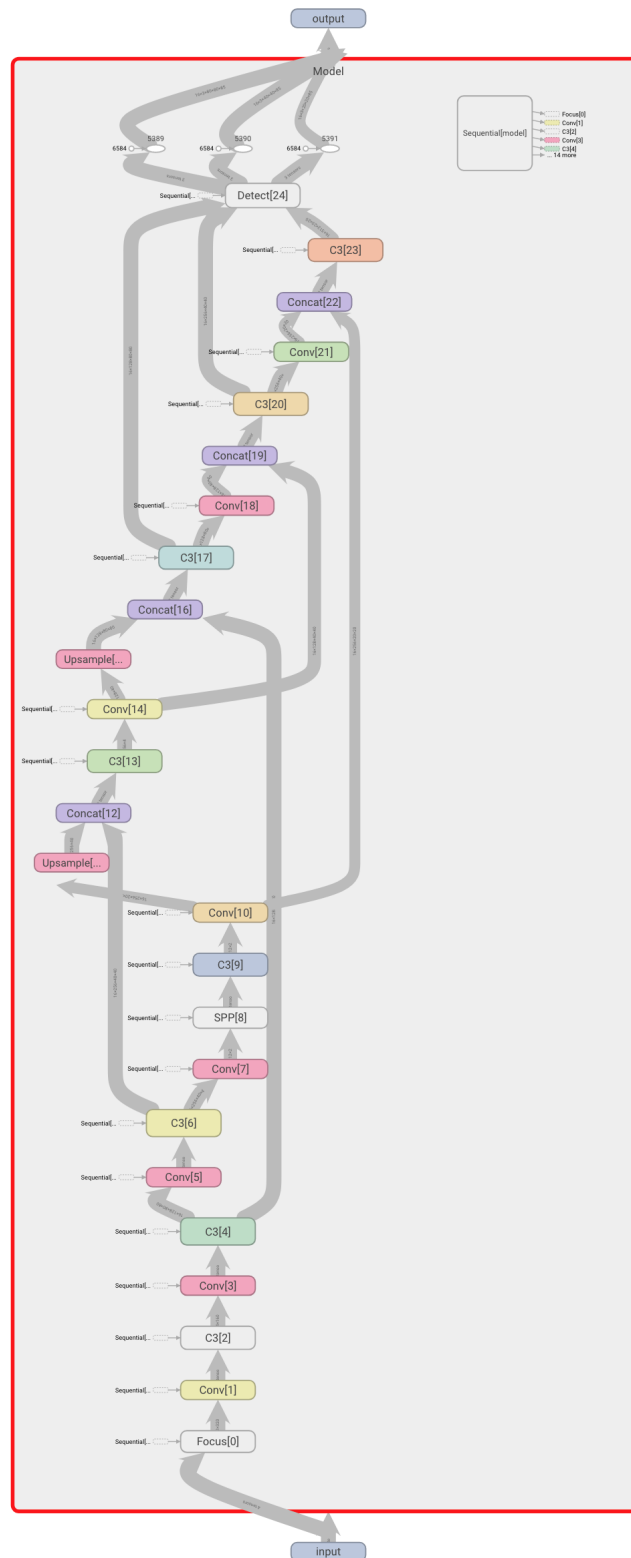 output
Model
Focus[0]
Conv[1]
C3[2]
Conv[3]
C3[4]
... 14 more
Sequential[model]
5389
5390
5391
6584
6584
6584
Sequential[...
Detect[24]
Sequential[...
C3[23]
Concat[22]
Sequential[...
Conv[21]
Sequential[...
C3[20]
Concat[19]
Sequential[...
Conv[18]
Sequential[...
C3[17]
Concat[16]
Upsample[...
Sequential[...
Conv[14]
Sequential[...
C3[13]
Concat[12]
Upsample[...
Sequential[...
Conv[10]
Sequential[...
C3[9]
Sequential[...
SPP[8]
Sequential[...
Conv[7]
Sequential[...
C3[6]
Sequential[...
Conv[5]
Sequential[...
C3[4]
Sequential[...
Conv[3]
Sequential[...
C3[2]
Sequential[...
Conv[1]
Sequential[...
Focus[0]
input